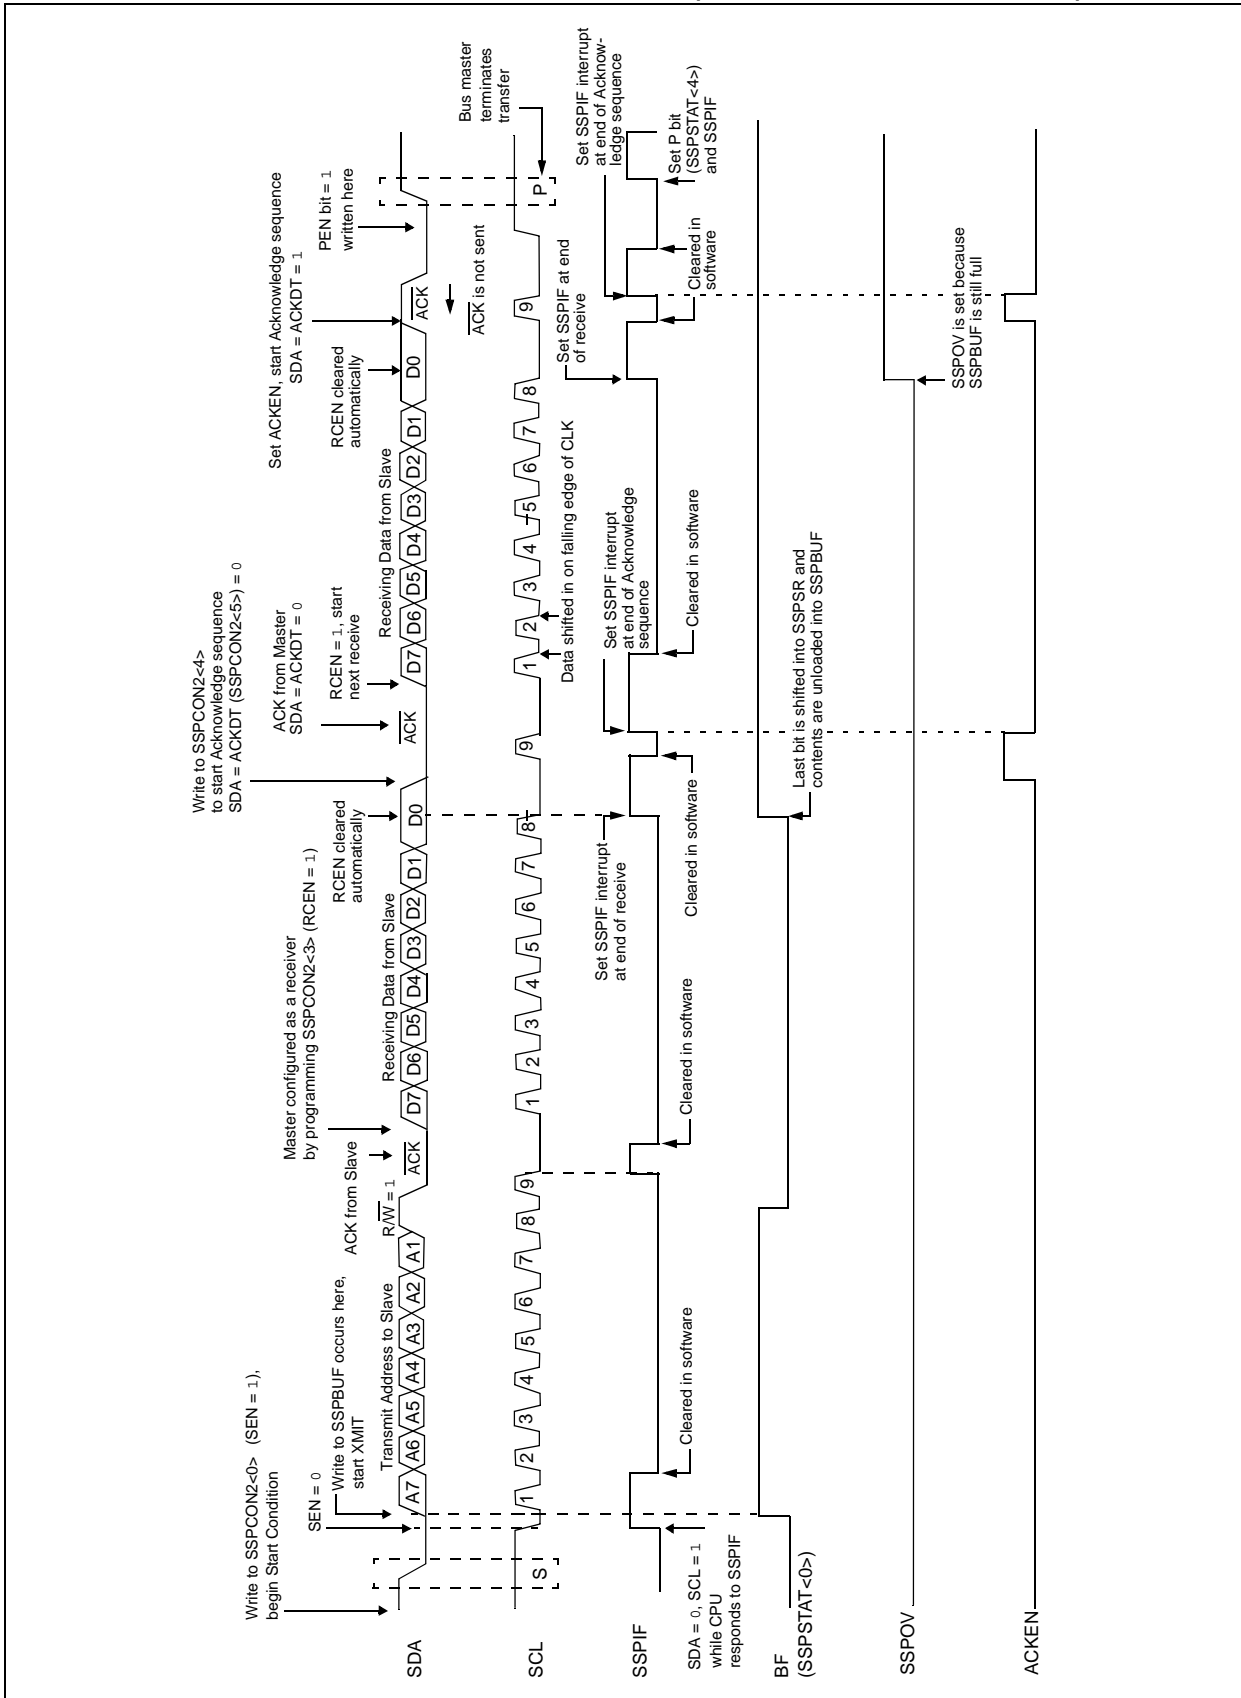 Write to SSPCON2<0> (SEN = 1),
begin Start Condition
SEN = 0
Write to SSPBUF occurs here,
start XMIT
Transmit Address to Slave
ACK from Slave
R/W = 1
Master configured as a receiver
by programming SSPCON2<3> (RCEN = 1)
Receiving Data from Slave
RCEN cleared
automatically
Write to SSPCON2<4>
to start Acknowledge sequence
SDA = ACKDT (SSPCON2<5>) = 0
ACK from Master
SDA = ACKDT = 0
RCEN = 1, start
next receive
Receiving Data from Slave
RCEN cleared
automatically
Set ACKEN, start Acknowledge sequence
SDA = ACKDT = 1
PEN bit = 1
written here
SDA
A7 A6 A5 A4 A3 A2 A1
ACK
D7 D6 D5 D4 D3 D2 D1 D0
ACK
D7 D6 D5 D4 D3 D2 D1 D0
ACK
ACK is not sent
Bus master
terminates
transfer
SCL
S
1 2 3 4 5 6 7 8 9
1 2 3 4 5 6 7 8
9
1 2 3 4 5 6 7 8
9
P
Data shifted in on falling edge of CLK
Set SSPIF at end
of receive
Set SSPIF interrupt
at end of Acknow-
ledge sequence
Set SSPIF interrupt
at end of receive
Set SSPIF interrupt
at end of Acknowledge
sequence
SSPIF
Set P bit
(SSPSTAT<4>)
and SSPIF
SDA = 0, SCL = 1
while CPU
responds to SSPIF
Cleared in software
Cleared in software
Cleared in software
Cleared in software
Cleared in
software
BF
(SSPSTAT<0>)
Last bit is shifted into SSPSR and
contents are unloaded into SSPBUF
SSPOV
SSPOV is set because
SSPBUF is still full
ACKEN